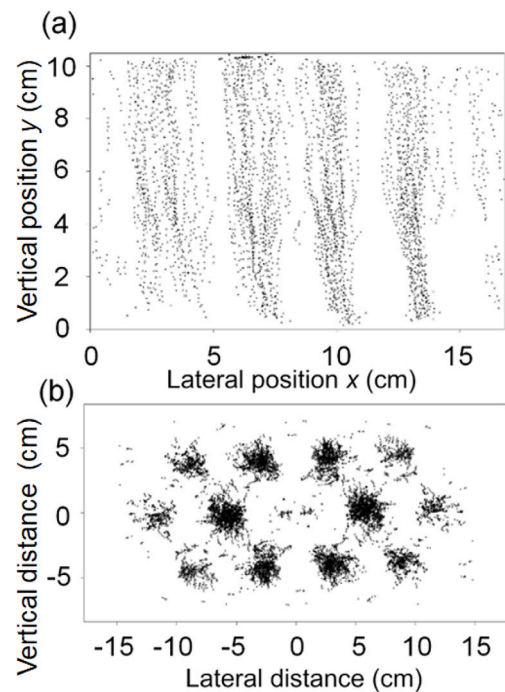 (a)
Vertical position y (cm)
10
8
6
4
2
0
0 5 10 15
Lateral position x (cm)
(b)
Vertical distance (cm)
5
0
-5
-15 -10 -5 0 5 10 15
Lateral distance (cm)